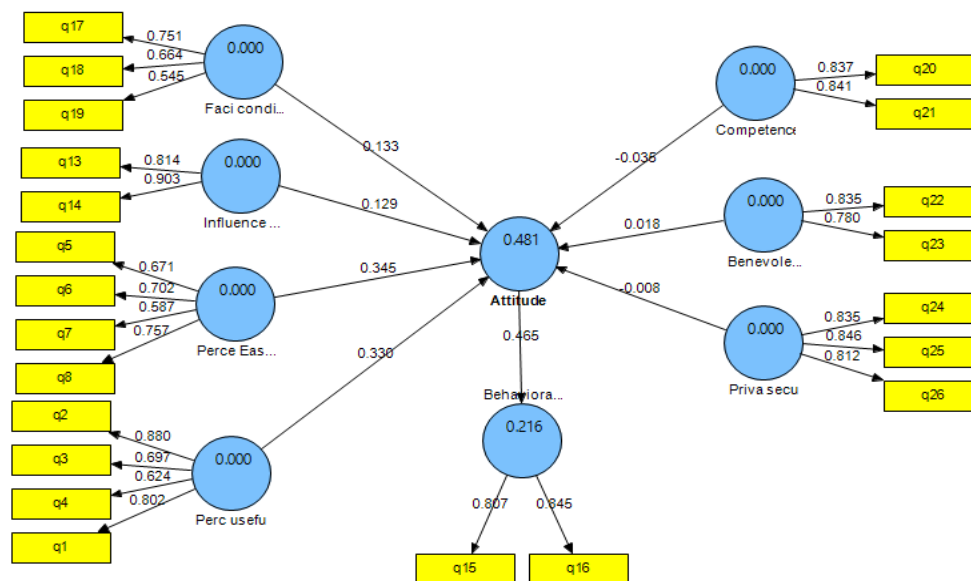 q17
0.751
q18
0.664
0.545
q19
0.000
Faci condi...
0.133
q13
0.814
q14
0.903
0.000
Influence ...
0.129
q5
0.671
q6
0.702
q7
0.587
q8
0.757
0.000
Perce Eas...
0.345
q2
0.880
q3
0.697
q4
0.624
q1
0.802
0.000
Perc usefu
0.330
0.481
Attitude
0.465
Behaviora...
0.216
0.807
0.845
q15
q16
0.000
Competence
-0.035
0.837
q20
0.841
q21
0.000
Benevole...
0.018
0.835
q22
0.780
q23
0.000
Priva secu
-0.008
0.835
q24
0.846
q25
0.812
q26